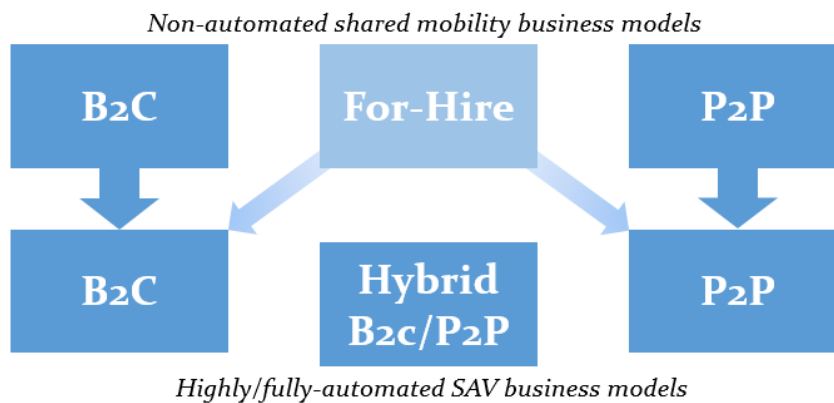 Non-automated shared mobility business models
B2C
For-Hire
P2P
B2C
Hybrid
B2c/P2P
P2P
Highly/fully-automated SAV business models